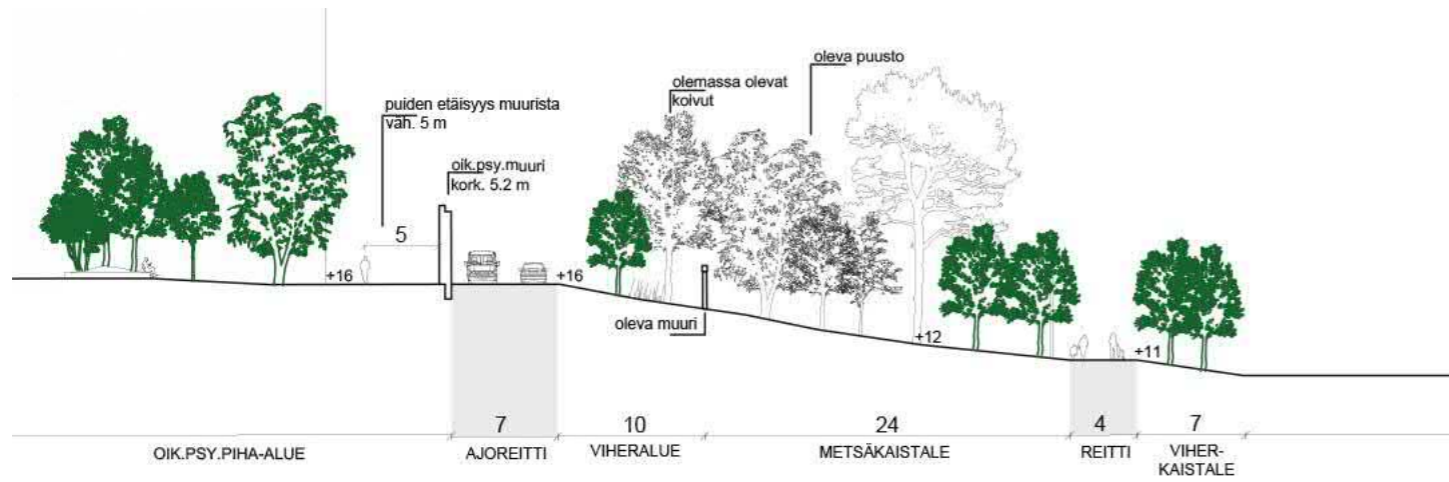 oleva puusto
olemassa olevat
koivut
puiden etäisyys muurista
väh. 5 m
oik.psy.muuri
kork. 5.2 m
5
+16
+16
oleva muuri
+12
+11
7
10
24
4
7
OIK.PSY.PIHA-ALUE
AJOREITTI
VIHERALUE
METSÄKAISTALE
REITTI
VIHER-
KAISTALE